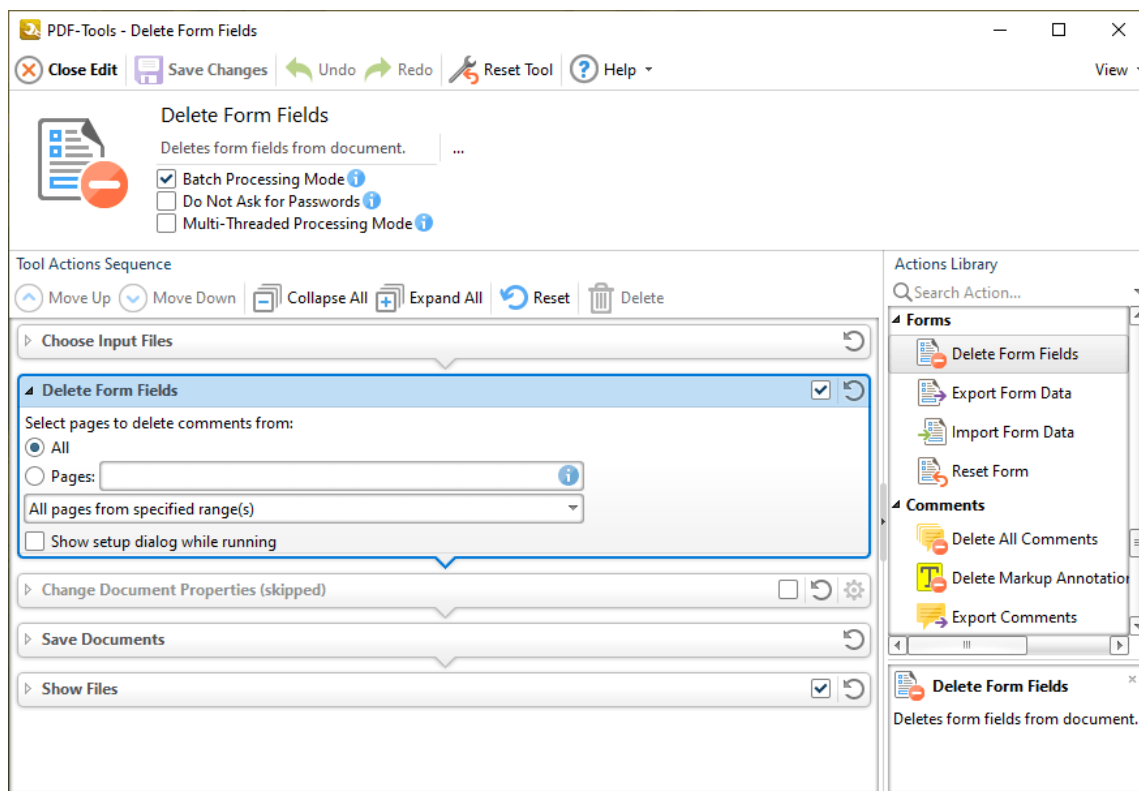 PDF-Tools - Delete Form Fields
Close Edit Save Changes Undo Redo Reset Tool Help View
Delete Form Fields
Deletes form fields from document. ...
Batch Processing Mode
Do Not Ask for Passwords
Multi-Threaded Processing Mode
Tool Actions Sequence
Move Up Move Down Collapse All Expand All Reset Delete
Choose Input Files
Delete Form Fields
Select pages to delete comments from:
All
Pages:
All pages from specified range(s)
Show setup dialog while running
Change Document Properties (skipped)
Save Documents
Show Files
Actions Library
Search Action...
Forms
Delete Form Fields
Export Form Data
Import Form Data
Reset Form
Comments
Delete All Comments
Delete Markup Annotation
Export Comments
Delete Form Fields
Deletes form fields from document.